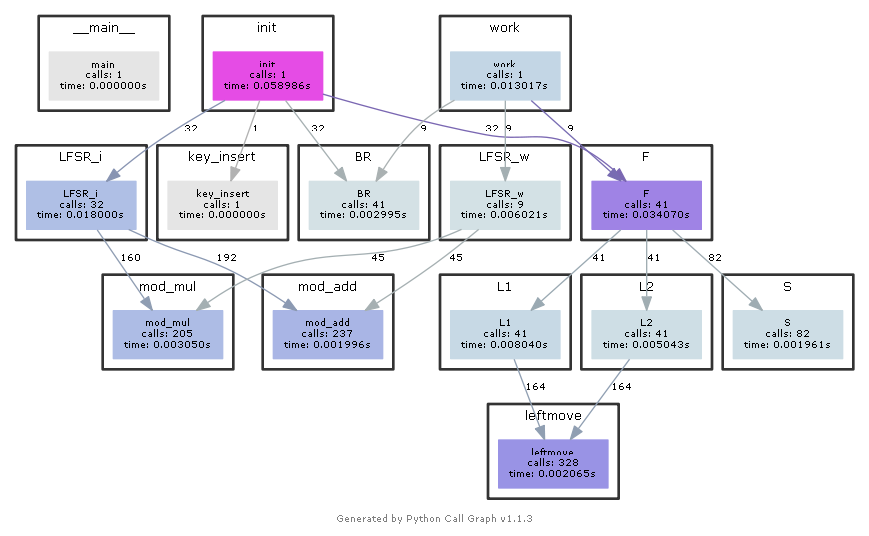 __main__
init
work
main
calls: 1
time: 0.000000s
init
calls: 1
time: 0.058986s
work
calls: 1
time: 0.013017s
32
1
32
9
32
9
9
LFSR_i
key_insert
BR
LFSR_w
F
LFSR_i
calls: 32
time: 0.018000s
key_insert
calls: 1
time: 0.000000s
BR
calls: 41
time: 0.002995s
LFSR_w
calls: 9
time: 0.006021s
F
calls: 41
time: 0.034070s
160
192
45
45
41
41
82
mod_mul
mod_add
L1
L2
S
mod_mul
calls: 205
time: 0.003050s
mod_add
calls: 237
time: 0.001996s
L1
calls: 41
time: 0.008040s
L2
calls: 41
time: 0.005043s
S
calls: 82
time: 0.001961s
164
164
leftmove
leftmove
calls: 328
time: 0.002065s
Generated by Python Call Graph v1.1.3